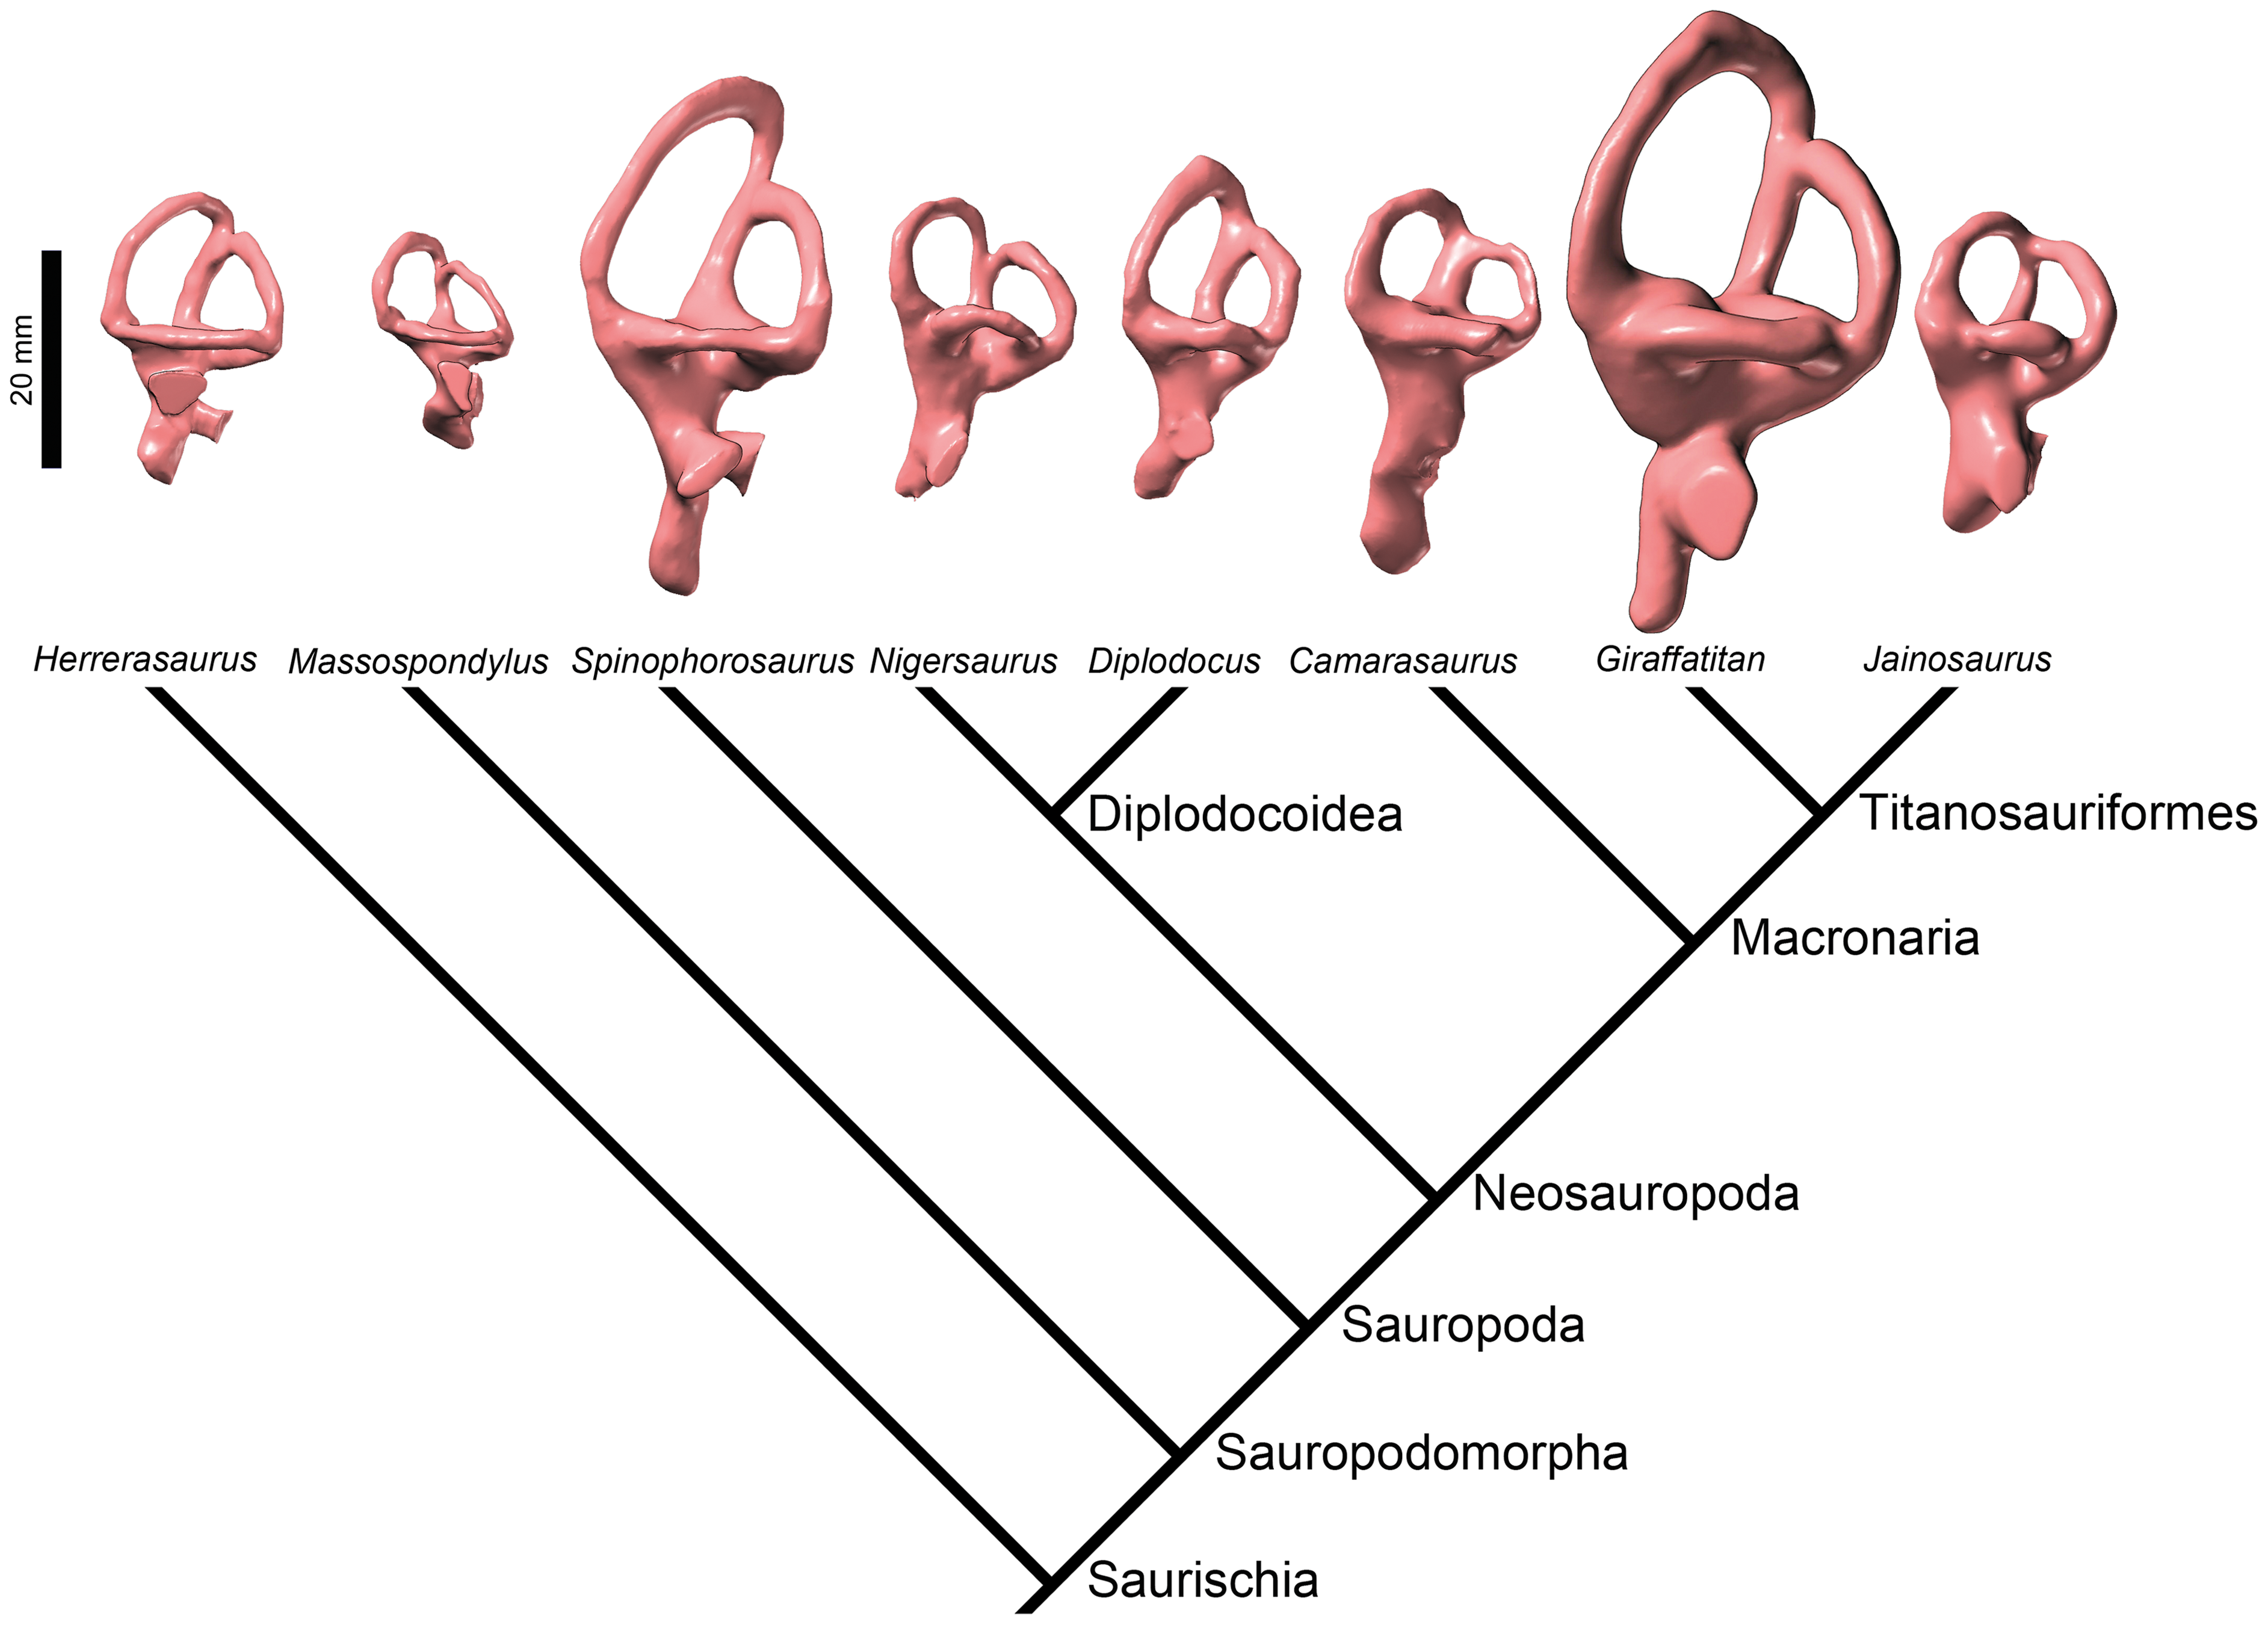 20 mm
Herrerasaurus
Massospondylus
Spinophorosaurus
Nigersaurus
Diplodocus
Camarasaurus
Giraffatitan
Jainosaurus
Diplodocoidea
Titanosauriformes
Macronaria
Neosauropoda
Sauropoda
Sauropodomorpha
Saurischia